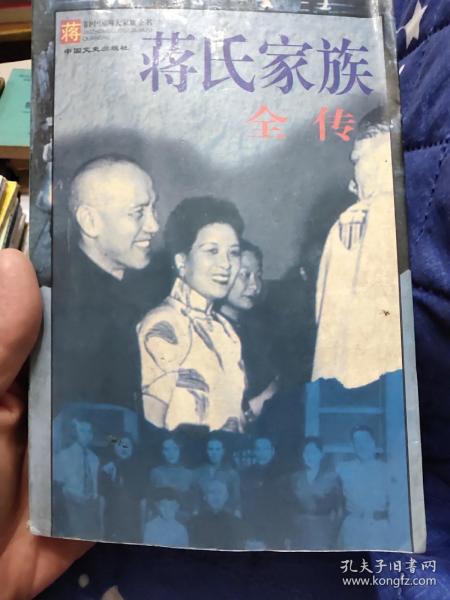 蒋
中国文史出版社
蒋氏家族
全传
孔夫子旧书网
www.kongfz.com